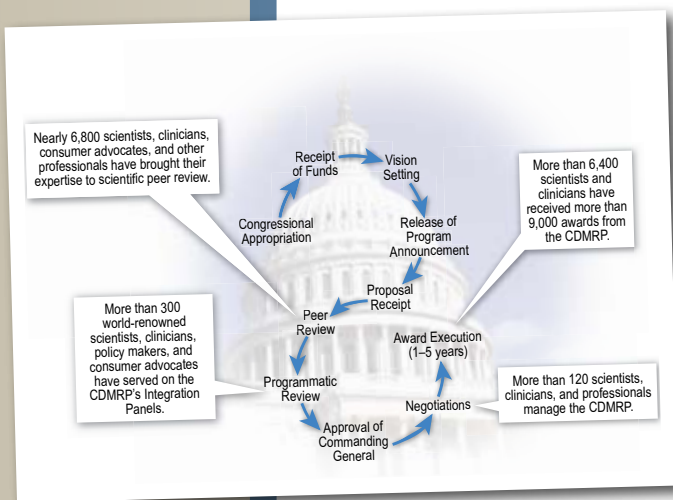 Nearly 6,800 scientists, clinicians,
consumer advocates, and other
professionals have brought their
expertise to scientific peer review.
Receipt
of Funds
Vision
Setting
More than 6,400
scientists and
clinicians have
received more than
9,000 awards from
the CDMRP.
Congressional
Appropriation
Release of
Program
Announcement
Proposal
Receipt
Peer
Review
More than 300
world-renowned
scientists, clinicians,
policy makers, and
consumer advocates
have served on the
CDMRP's Integration
Panels.
Award Execution
(1–5 years)
Programmatic
Review
Negotiations
More than 120 scientists,
clinicians, and professionals
manage the CDMRP.
Approval of
Commanding
General